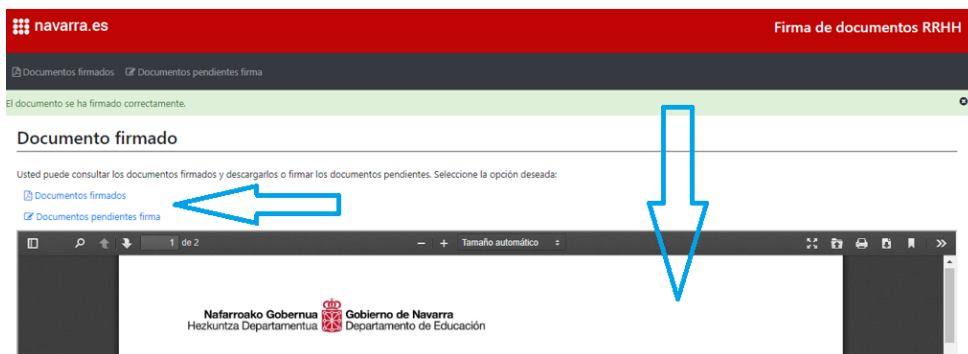 navarra.es
Firma de documentos RRHH
Documentos firmados Documentos pendientes firma
El documento se ha firmado correctamente.
Documento firmado
Usted puede consultar los documentos firmados y descargarlos o firmar los documentos pendientes. Seleccione la opción deseada:
Documentos firmados
Documentos pendientes firma
1 de 2 Tamaño automático
Nafarroako Gobernua Gobierno de Navarra
Hezkuntza Departamentua Departamento de Educación